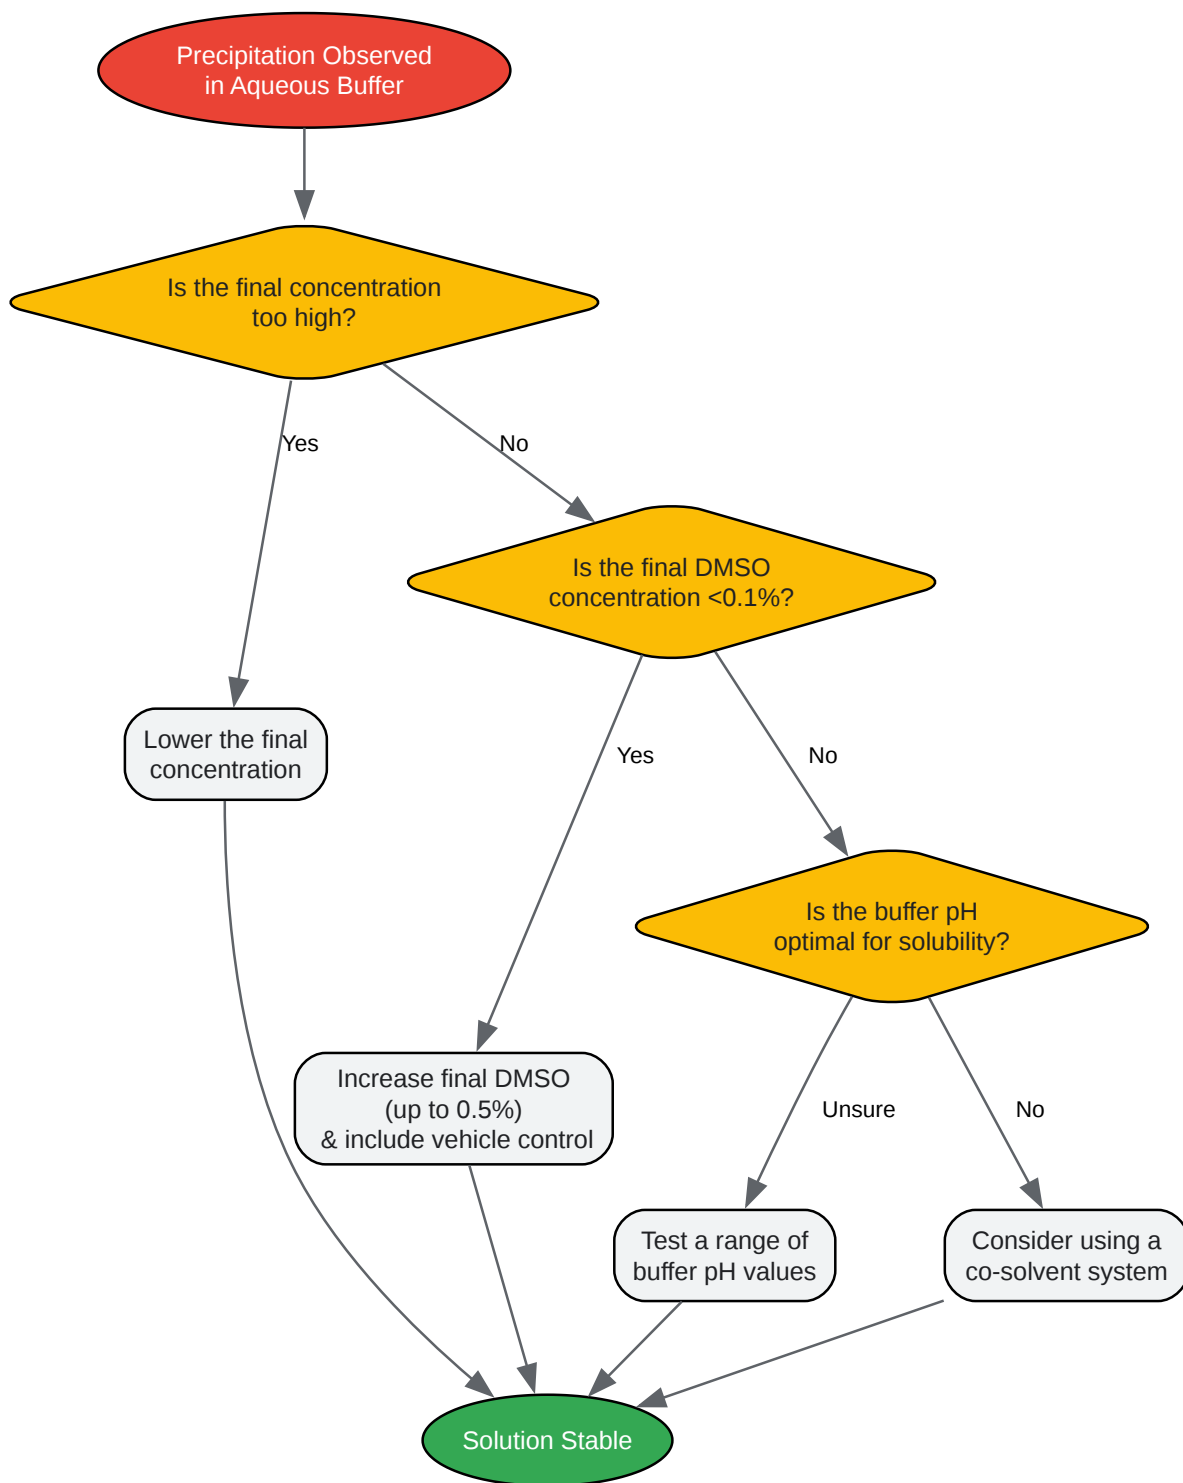 Precipitation Observed
in Aqueous Buffer
Is the final concentration
too high?
Yes
No
Is the final DMSO
concentration <0.1%?
Lower the final
concentration
Yes
No
Is the buffer pH
optimal for solubility?
Increase final DMSO
(up to 0.5%)
& include vehicle control
Unsure
No
Test a range of
buffer pH values
Consider using a
co-solvent system
Solution Stable